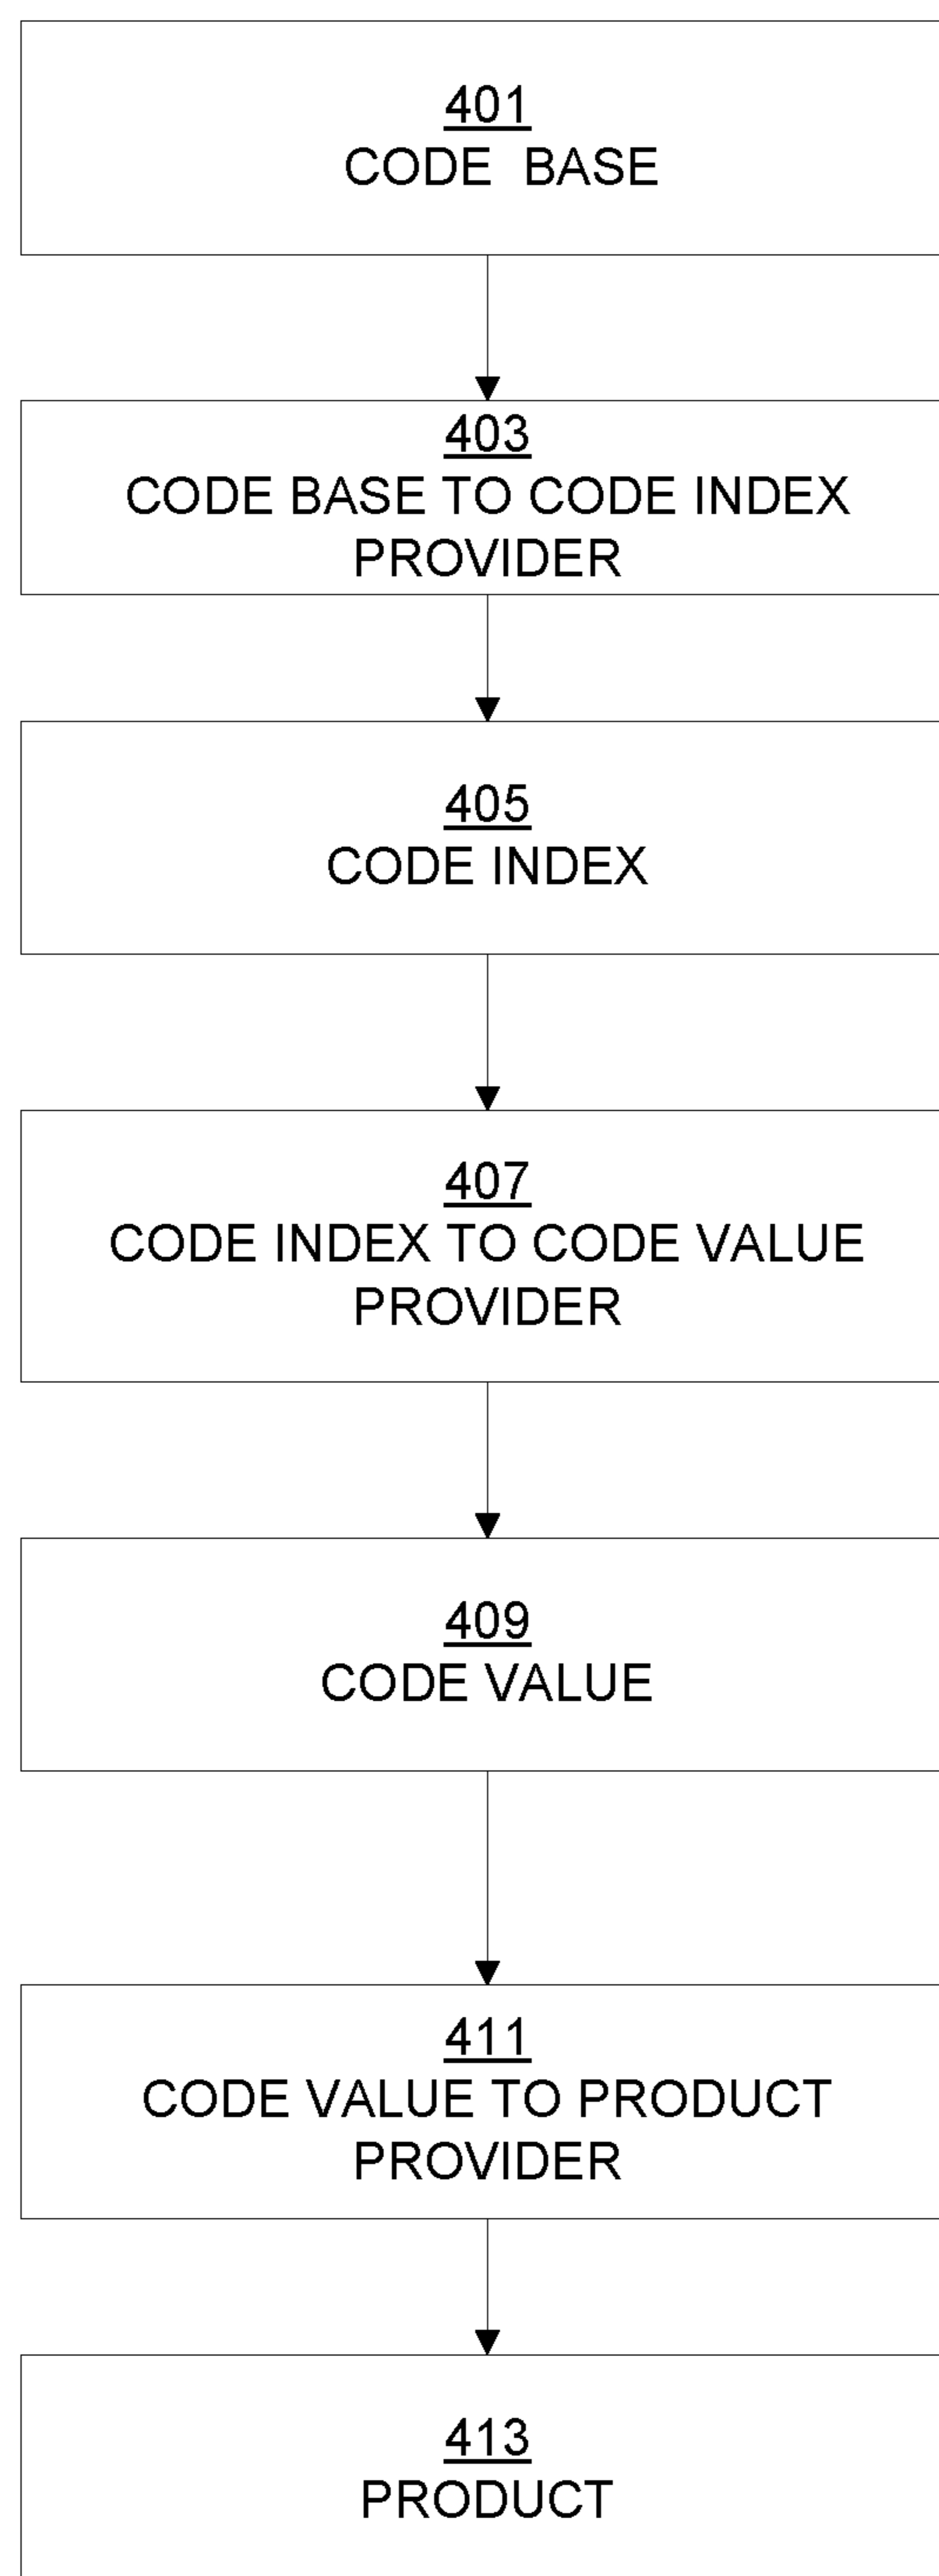 401
CODE BASE
403
CODE BASE TO CODE INDEX
PROVIDER
405
CODE INDEX
407
CODE INDEX TO CODE VALUE
PROVIDER
409
CODE VALUE
411
CODE VALUE TO PRODUCT
PROVIDER
413
PRODUCT